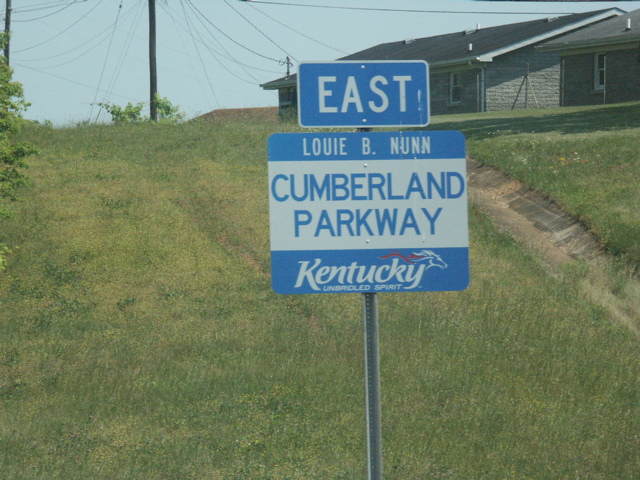 EAST
LOUIE B. NUNN
CUMBERLAND
PARKWAY
Kentucky
UNBRIDLED SPIRIT